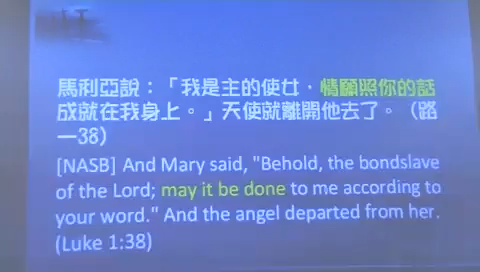 馬利亞說：「我是主的使女，情願照你的話
成就在我身上。」天使就離開他去了。（路
一38）
[NASB] And Mary said, "Behold, the bondslave
of the Lord; may it be done to me according to
your word." And the angel departed from her.
(Luke 1:38)